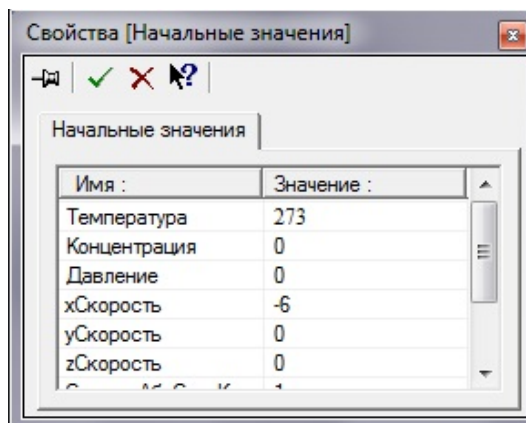 Свойства [Начальные значения]
Начальные значения
Имя : Значение :
Температура 273
Концентрация 0
Давление 0
xСкорость -6
yСкорость 0
zСкорость 0